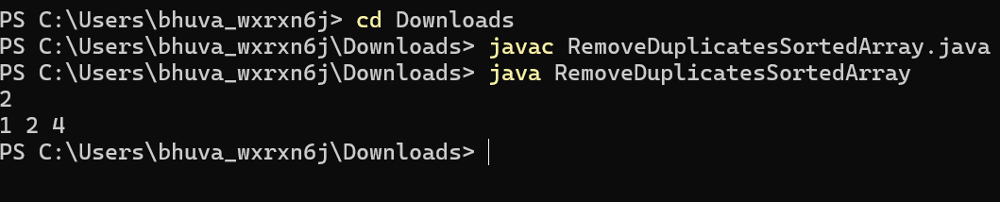 PS C:\Users\bhuva_wxrxn6j> cd Downloads
PS C:\Users\bhuva_wxrxn6j\Downloads> javac RemoveDuplicatesSortedArray.java
PS C:\Users\bhuva_wxrxn6j\Downloads> java RemoveDuplicatesSortedArray
2
1 2 4
PS C:\Users\bhuva_wxrxn6j\Downloads>